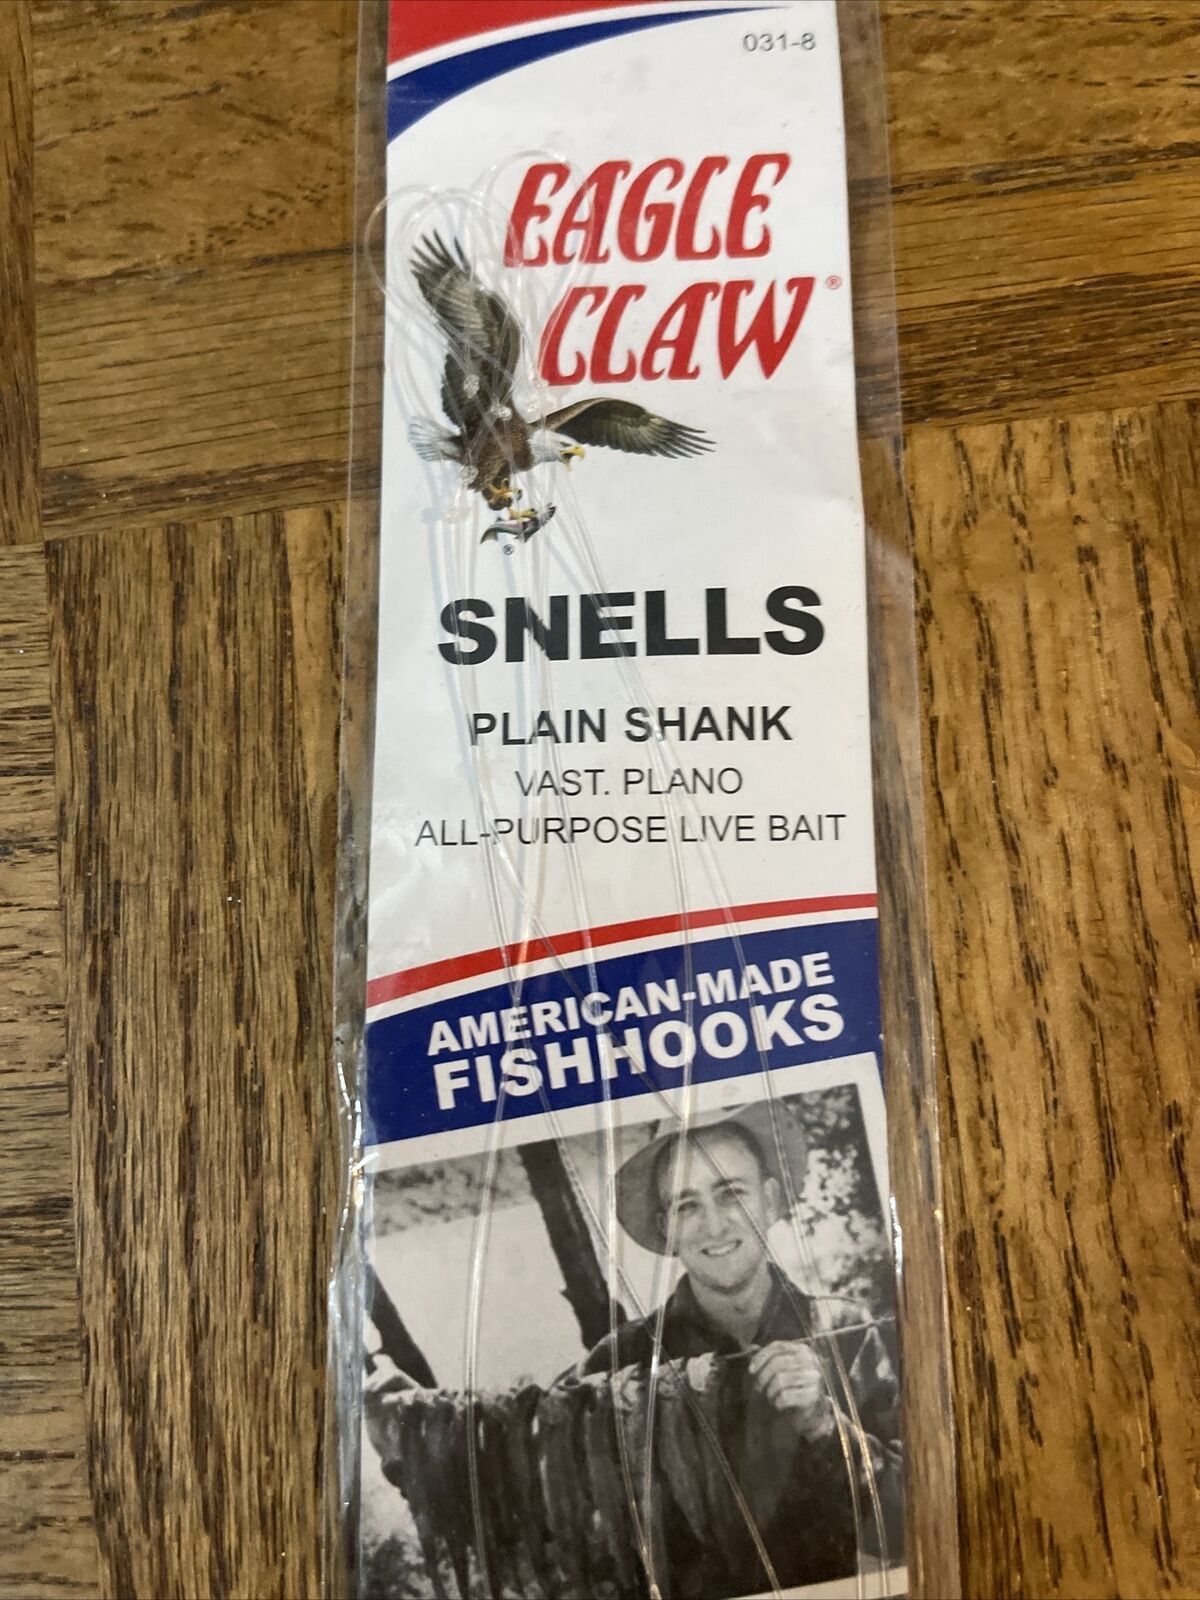 031-8
EAGLE
CLAW®
®
SNELLS
PLAIN SHANK
VAST. PLANO
ALL-PURPOSE LIVE BAIT
AMERICAN-MADE
FISHHOOKS